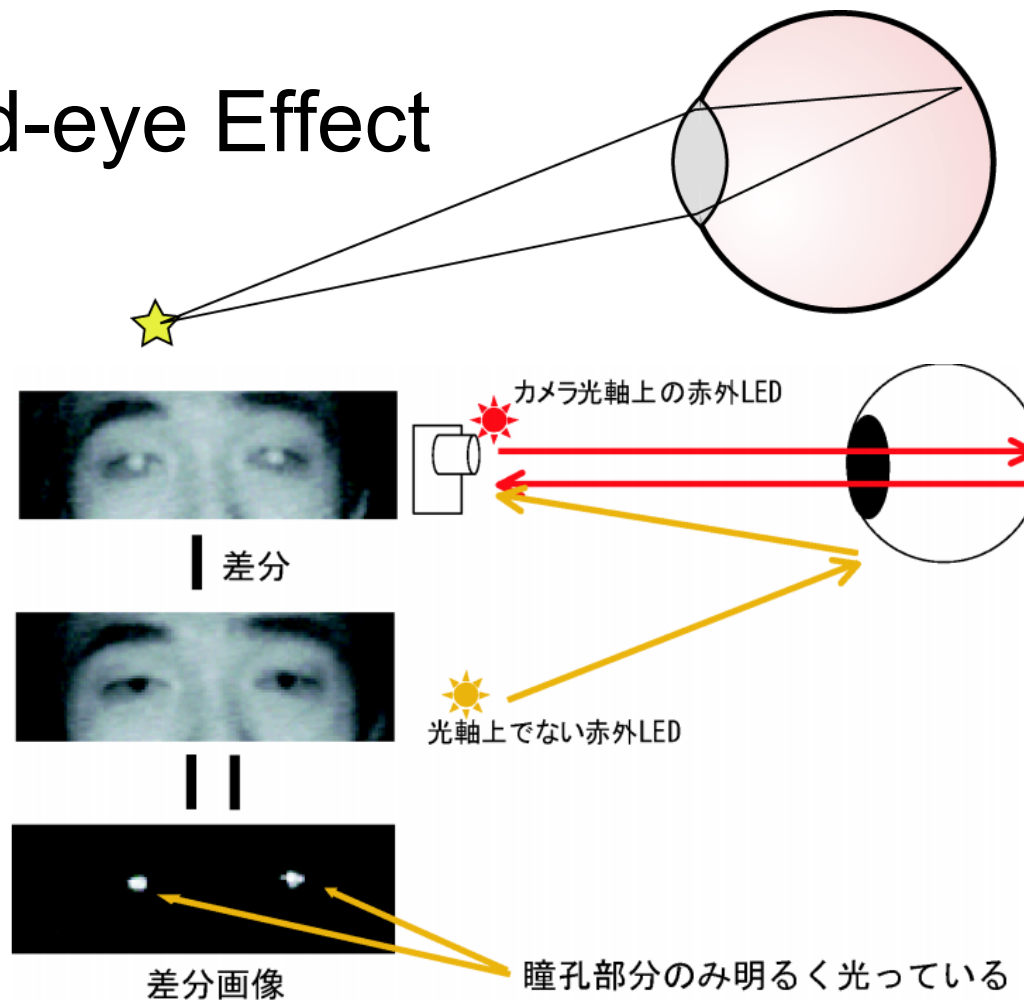 d-eye Effect
カメラ光軸上の赤外LED
差分
光軸上でない赤外LED
瞳孔部分のみ明るく光っている
差分画像